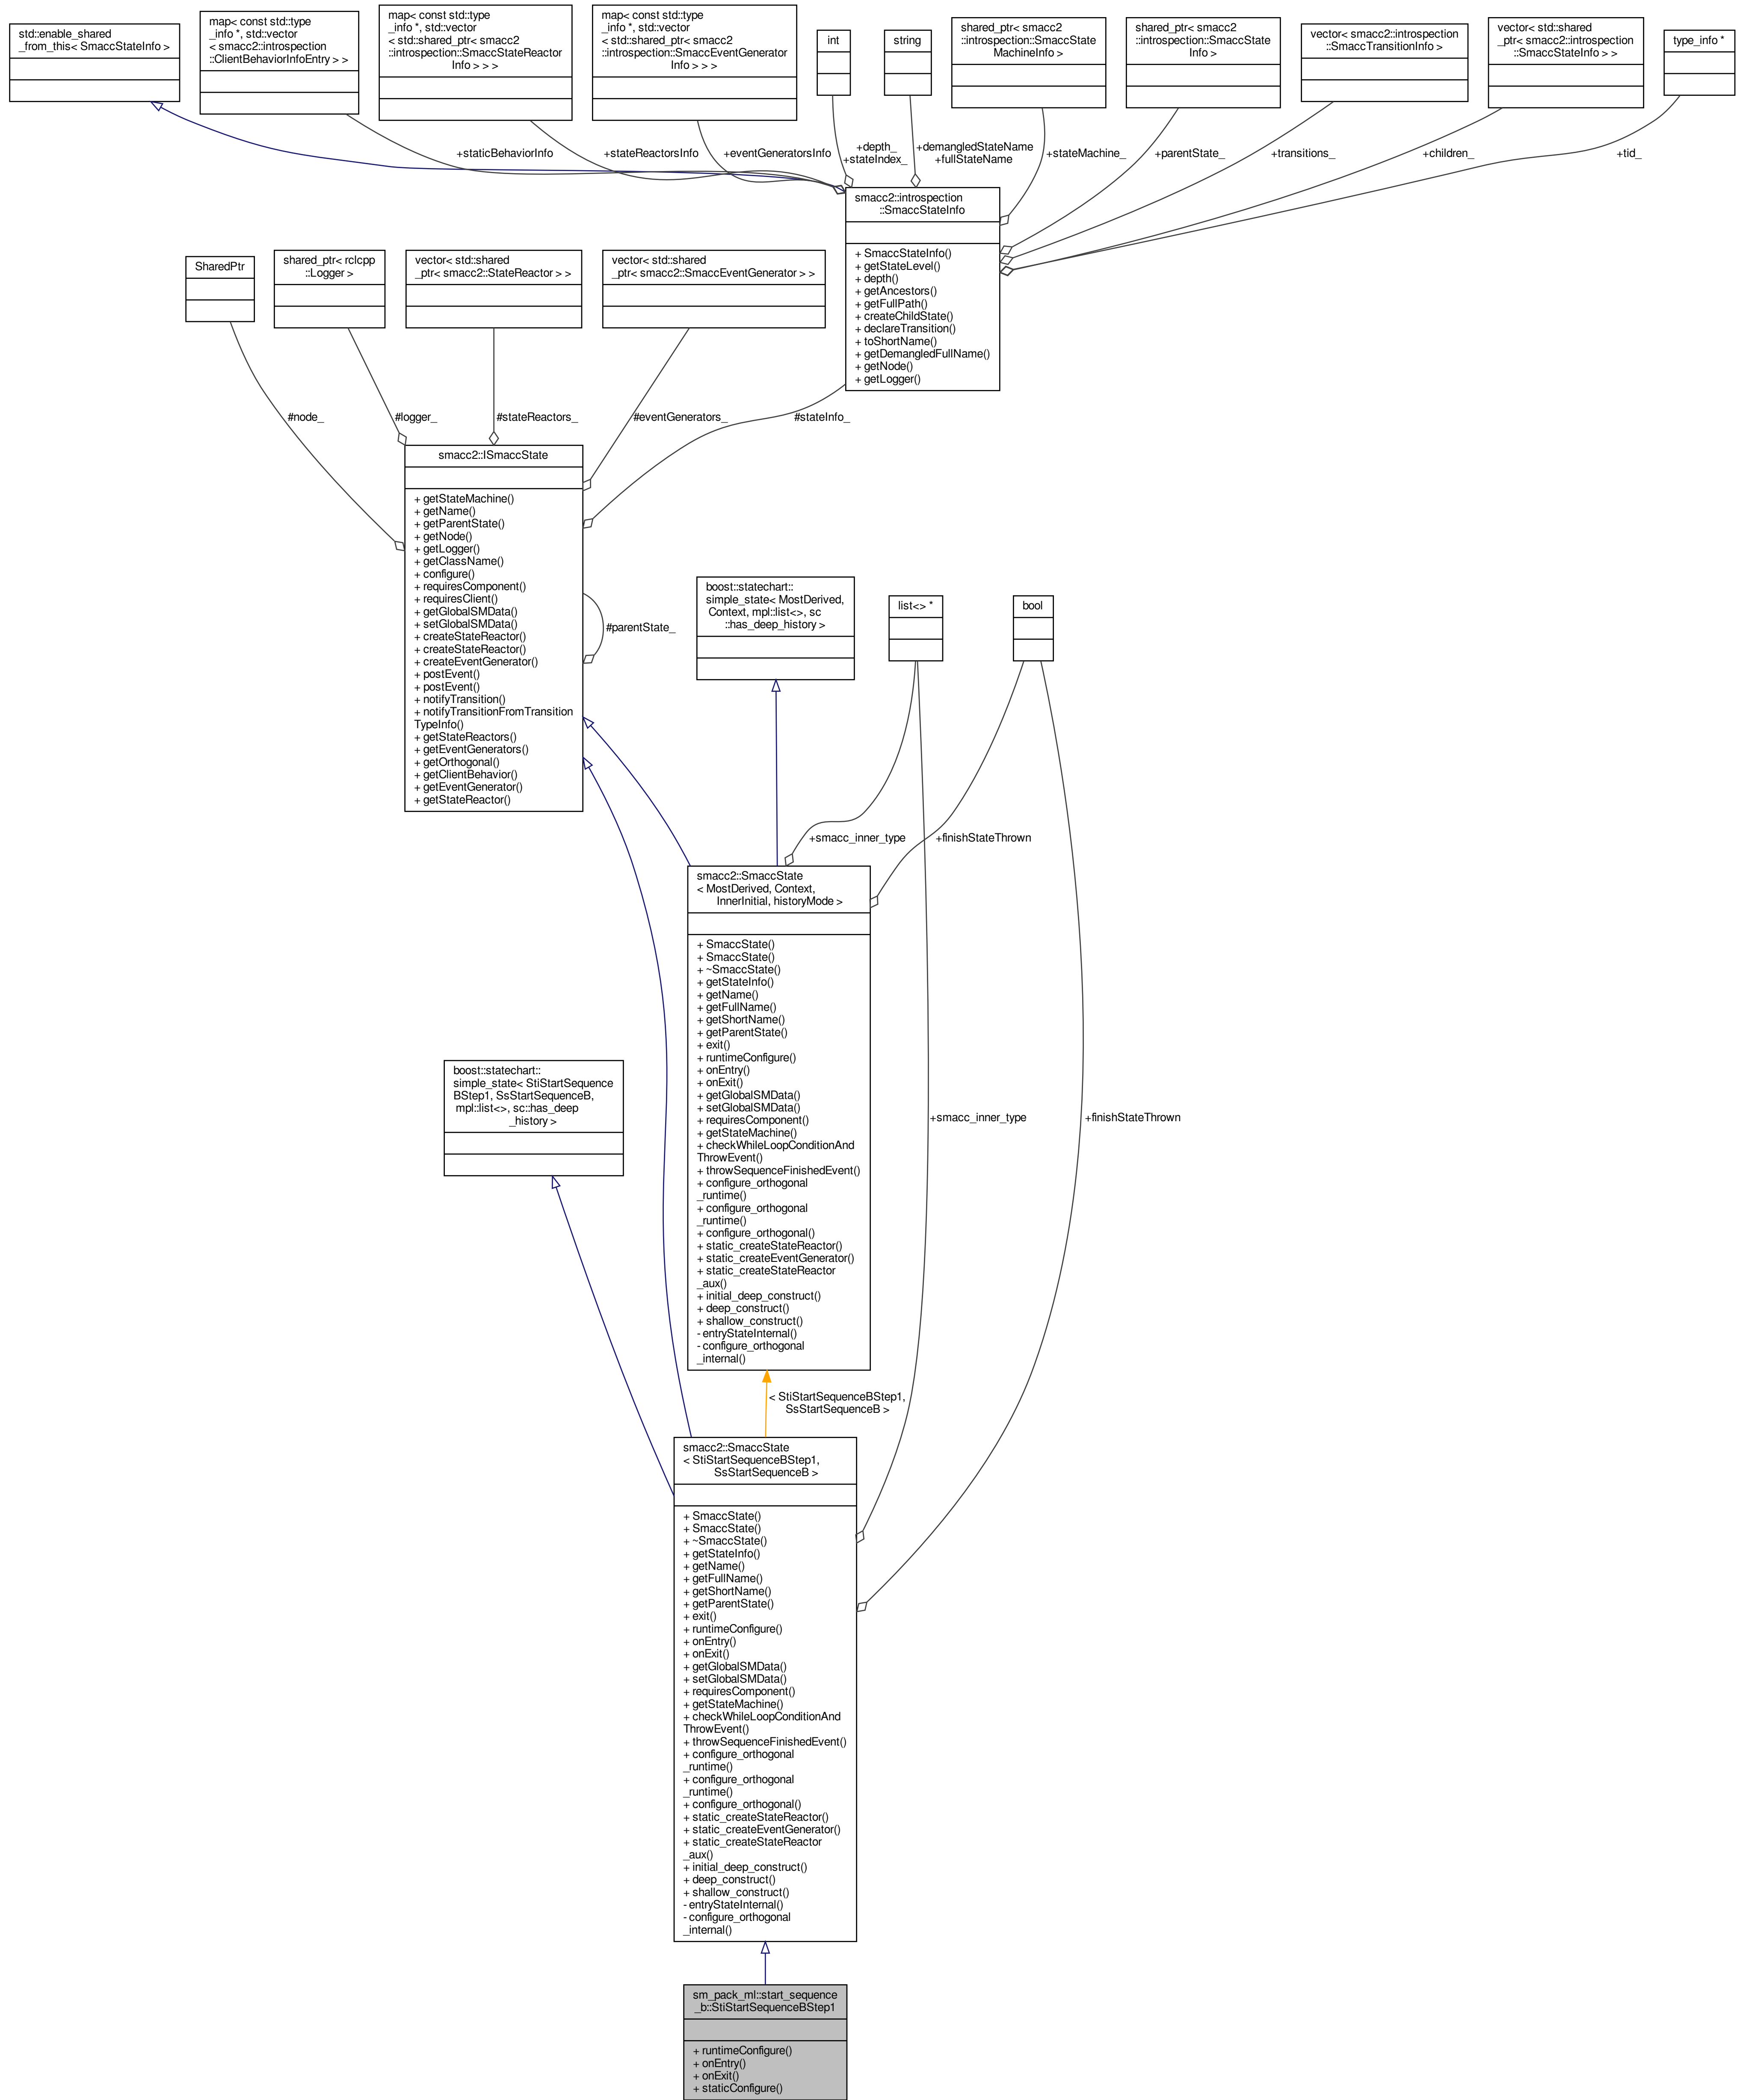 std::enable_shared
_from_this< SmaccStateInfo >
map< const std::type
_info *, std::vector
< smacc2::introspection
::ClientBehaviorInfoEntry > >
map< const std::type
_info *, std::vector
< std::shared_ptr< smacc2
::introspection::SmaccStateReactor
Info > > >
map< const std::type
_info *, std::vector
< std::shared_ptr< smacc2
::introspection::SmaccEventGenerator
Info > > >
int
string
shared_ptr< smacc2
::introspection::SmaccState
MachineInfo >
shared_ptr< smacc2
::introspection::SmaccState
Info >
vector< smacc2::introspection
::SmaccTransitionInfo >
vector< std::shared
_ptr< smacc2::introspection
::SmaccStateInfo > >
type_info *
+staticBehaviorInfo
+stateReactorsInfo
+eventGeneratorsInfo
+depth_
+stateIndex_
+demangledStateName
+fullStateName
+stateMachine_
+parentState_
+transitions_
+children_
+tid_
smacc2::introspection
::SmaccStateInfo
+ SmaccStateInfo()
+ getStateLevel()
+ depth()
+ getAncestors()
+ getFullPath()
+ createChildState()
+ declareTransition()
+ toShortName()
+ getDemangledFullName()
+ getNode()
+ getLogger()
SharedPtr
shared_ptr< rclcpp
::Logger >
vector< std::shared
_ptr< smacc2::StateReactor > >
vector< std::shared
_ptr< smacc2::SmaccEventGenerator > >
#node_
#logger_
#stateReactors_
#eventGenerators_
#stateInfo_
smacc2::ISmaccState
+ getStateMachine()
+ getName()
+ getParentState()
+ getNode()
+ getLogger()
+ getClassName()
+ configure()
+ requiresComponent()
+ requiresClient()
+ getGlobalSMData()
+ setGlobalSMData()
+ createStateReactor()
+ createStateReactor()
+ createEventGenerator()
+ postEvent()
+ postEvent()
+ notifyTransition()
+ notifyTransitionFromTransition
TypeInfo()
+ getStateReactors()
+ getEventGenerators()
+ getOrthogonal()
+ getClientBehavior()
+ getEventGenerator()
+ getStateReactor()
#parentState_
boost::statechart::
simple_state< MostDerived,
Context, mpl::list<>, sc
::has_deep_history >
list<> *
bool
+smacc_inner_type
+finishStateThrown
smacc2::SmaccState
< MostDerived, Context,
InnerInitial, historyMode >
+ SmaccState()
+ SmaccState()
+ ~SmaccState()
+ getStateInfo()
+ getName()
+ getFullName()
+ getShortName()
+ getParentState()
+ exit()
+ runtimeConfigure()
+ onEntry()
+ onExit()
+ getGlobalSMData()
+ setGlobalSMData()
+ requiresComponent()
+ getStateMachine()
+ checkWhileLoopConditionAnd
ThrowEvent()
+ throwSequenceFinishedEvent()
+ configure_orthogonal
_runtime()
+ configure_orthogonal
_runtime()
+ configure_orthogonal()
+ static_createStateReactor()
+ static_createEventGenerator()
+ static_createStateReactor
_aux()
+ initial_deep_construct()
+ deep_construct()
+ shallow_construct()
- entryStateInternal()
- configure_orthogonal
_internal()
boost::statechart::
simple_state< StiStartSequence
BStep1, SsStartSequenceB,
mpl::list<>, sc::has_deep
_history >
+smacc_inner_type
+finishStateThrown
< StiStartSequenceBStep1,
SsStartSequenceB >
smacc2::SmaccState
< StiStartSequenceBStep1,
SsStartSequenceB >
+ SmaccState()
+ SmaccState()
+ ~SmaccState()
+ getStateInfo()
+ getName()
+ getFullName()
+ getShortName()
+ getParentState()
+ exit()
+ runtimeConfigure()
+ onEntry()
+ onExit()
+ getGlobalSMData()
+ setGlobalSMData()
+ requiresComponent()
+ getStateMachine()
+ checkWhileLoopConditionAnd
ThrowEvent()
+ throwSequenceFinishedEvent()
+ configure_orthogonal
_runtime()
+ configure_orthogonal
_runtime()
+ configure_orthogonal()
+ static_createStateReactor()
+ static_createEventGenerator()
+ static_createStateReactor
_aux()
+ initial_deep_construct()
+ deep_construct()
+ shallow_construct()
- entryStateInternal()
- configure_orthogonal
_internal()
sm_pack_ml::start_sequence
_b::StiStartSequenceBStep1
+ runtimeConfigure()
+ onEntry()
+ onExit()
+ staticConfigure()